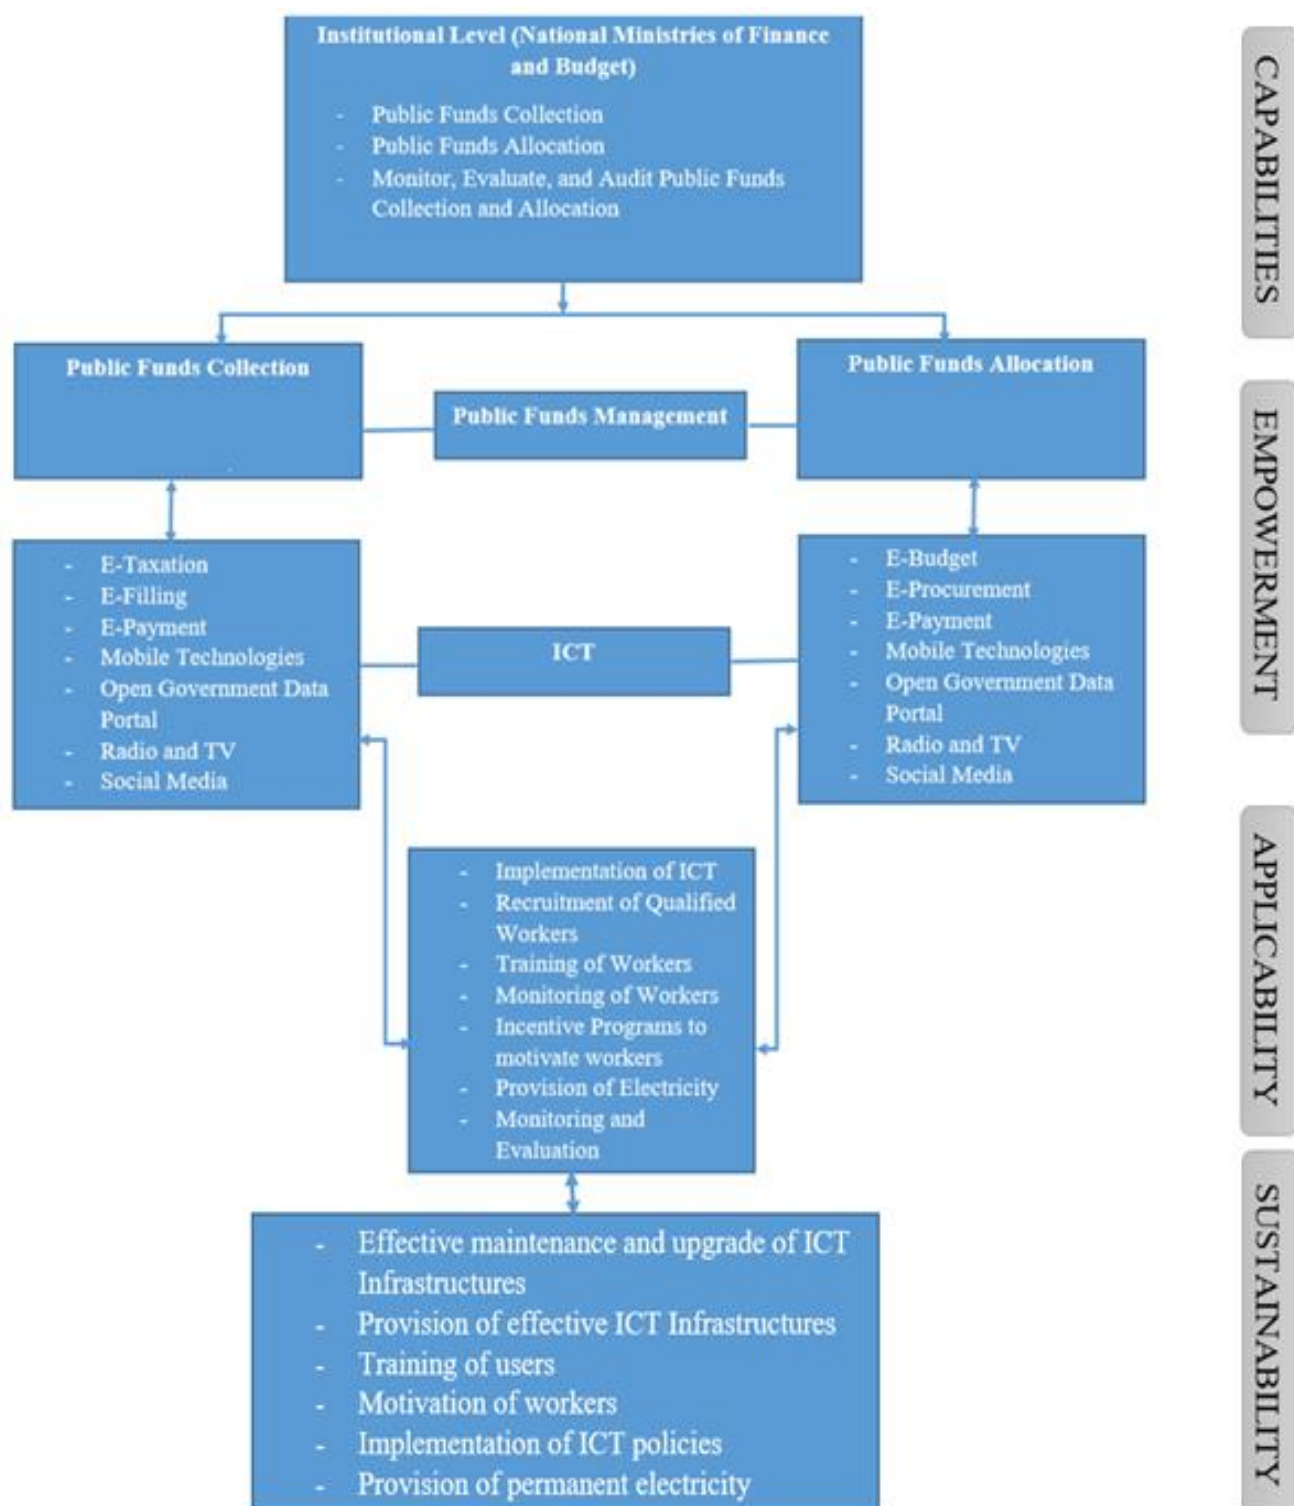 Institutional Level (National Ministries of Finance
and Budget)
- Public Funds Collection
- Public Funds Allocation
- Monitor, Evaluate, and Audit Public Funds
Collection and Allocation
CAPABILITIES
Public Funds Collection
Public Funds Management
Public Funds Allocation
EMPOWERMENT
- E-Taxation
- E-Filling
- E-Payment
- Mobile Technologies
- Open Government Data
Portal
- Radio and TV
- Social Media
ICT
- E-Budget
- E-Procurement
- E-Payment
- Mobile Technologies
- Open Government Data
Portal
- Radio and TV
- Social Media
- Implementation of ICT
- Recruitment of Qualified
Workers
- Training of Workers
- Monitoring of Workers
- Incentive Programs to
motivate workers
- Provision of Electricity
- Monitoring and
Evaluation
APPLICABILITY
- Effective maintenance and upgrade of ICT
Infrastructures
- Provision of effective ICT Infrastructures
- Training of users
- Motivation of workers
- Implementation of ICT policies
- Provision of permanent electricity
SUSTAINABILITY